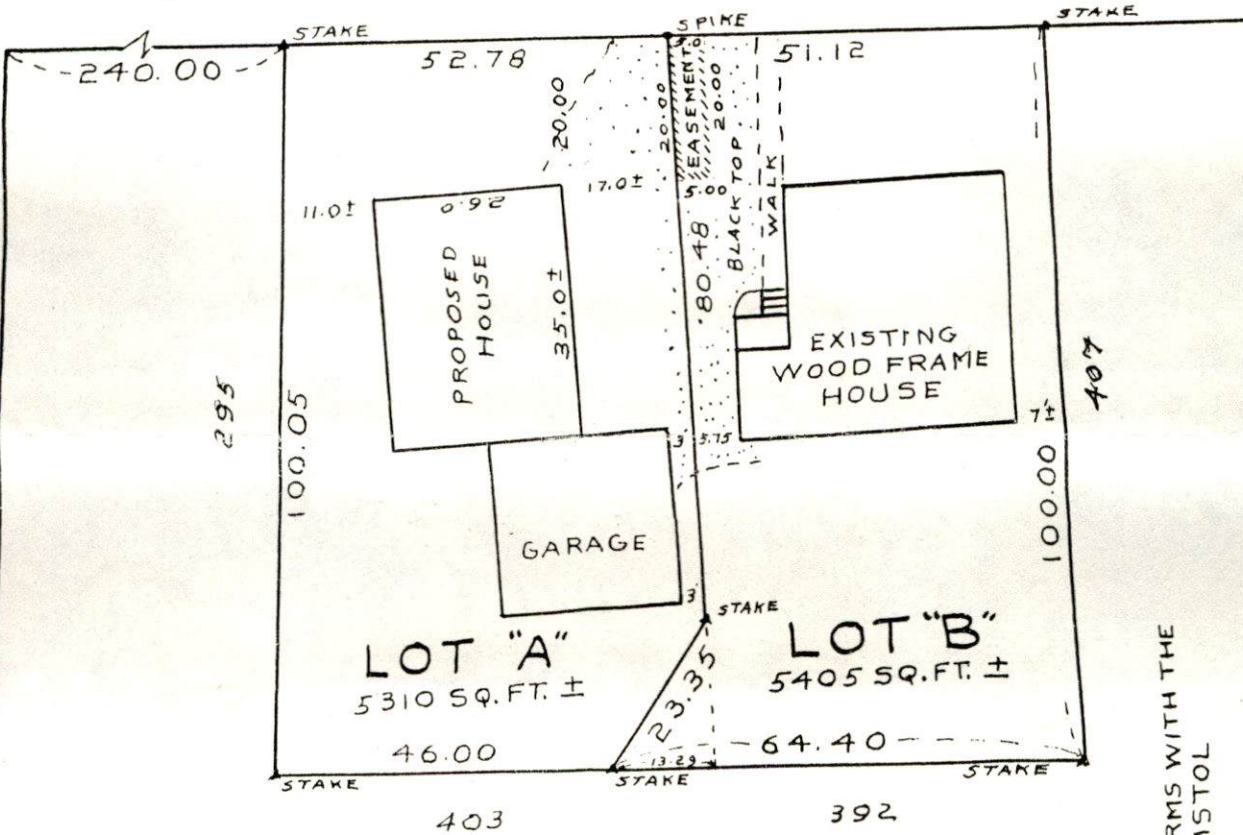 STAKE
SPIKE
STAKE
240.00
52.78
5.0
51.12
20.00
20.00
EASEMENT
20.00
17.0±
5.00
BLACK TOP
WALK
11.0±
26.0
PROPOSED
HOUSE
35.0±
80.48
EXISTING
WOOD FRAME
HOUSE
295
100.05
3'
5.75
7'±
407
100.00
GARAGE
3'
STAKE
LOT "A"
5310 SQ.FT. ±
LOT "B"
5405 SQ.FT. ±
23.35
46.00
13.29
64.40
STAKE
STAKE
STAKE
403
392
RMS WITH THE
ISTOL